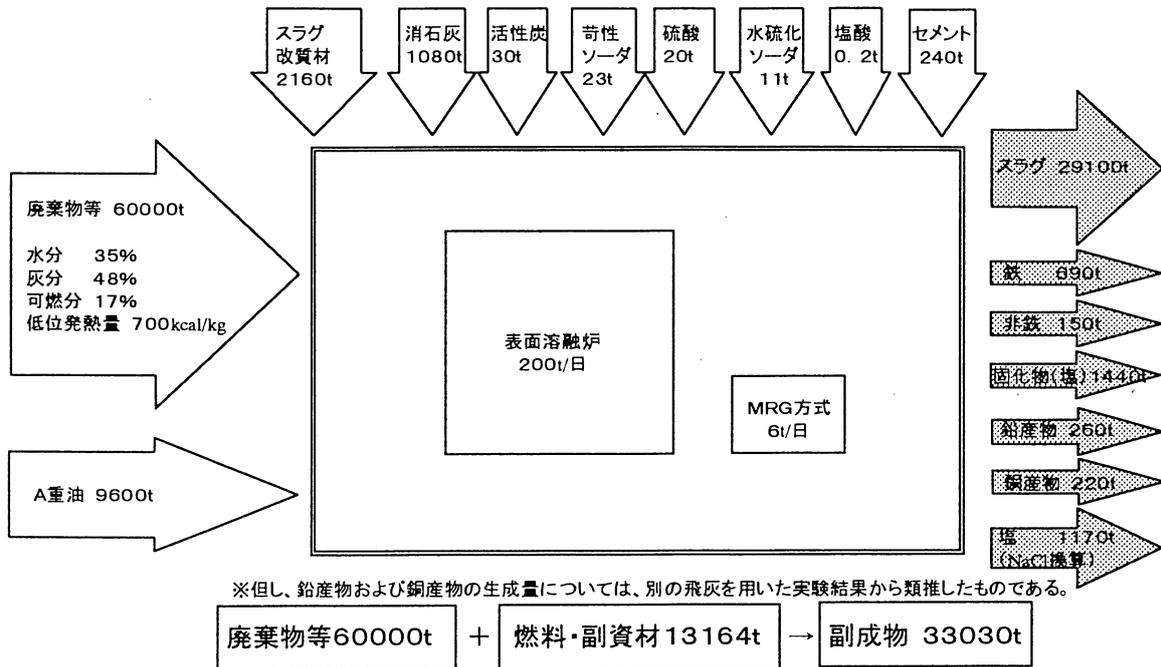 スラグ
改質材
2160t
消石灰
1080t
活性炭
30t
苛性
ソーダ
23t
硫酸
20t
水硫化
ソーダ
11t
塩酸
0.2t
セメント
240t
廃棄物等 60000t
水分 35%
灰分 48%
可燃分 17%
低位発熱量 700kcal/kg
A重油 9600t
表面溶融炉
200t/日
MRG方式
6t/日
スラグ 29100t
鉄 690t
非鉄 150t
固化物(塩)1440t
鉛産物 260t
銅産物 220t
塩 1170t
(NaCl換算)
※但し、鉛産物および銅産物の生成量については、別の飛灰を用いた実験結果から類推したものである。
廃棄物等60000t + 燃料・副資材13164t → 副成物 33030t